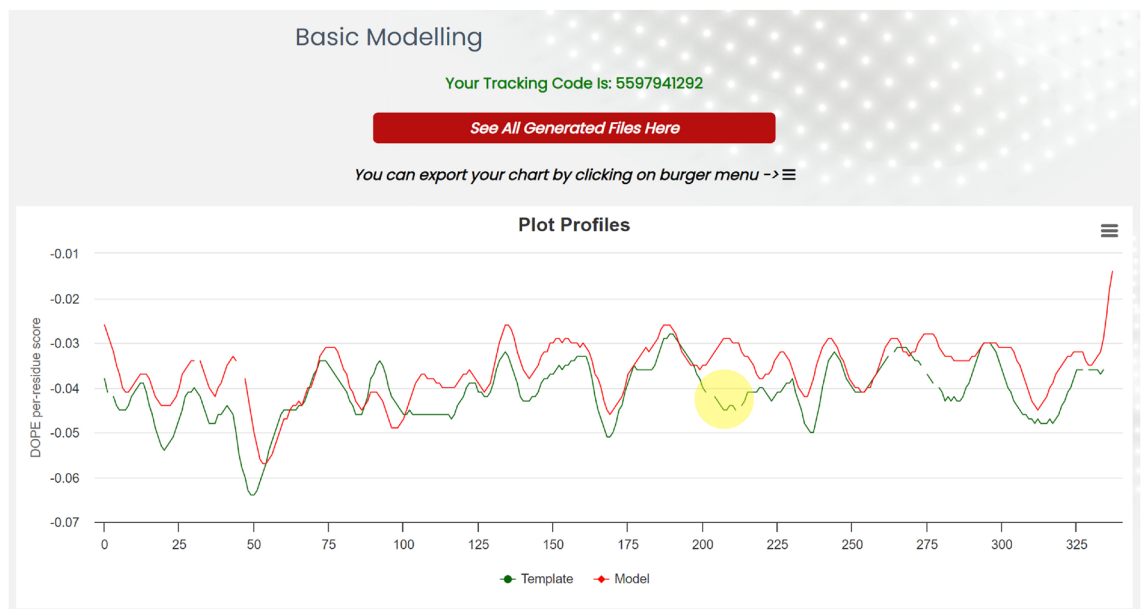 Basic Modelling
Your Tracking Code Is: 5597941292
See All Generated Files Here
You can export your chart by clicking on burger menu ->
Plot Profiles
DOPE per-residue score
-0.01
-0.02
-0.03
-0.04
-0.05
-0.06
-0.07
0 25 50 75 100 125 150 175 200 225 250 275 300 325
Template Model